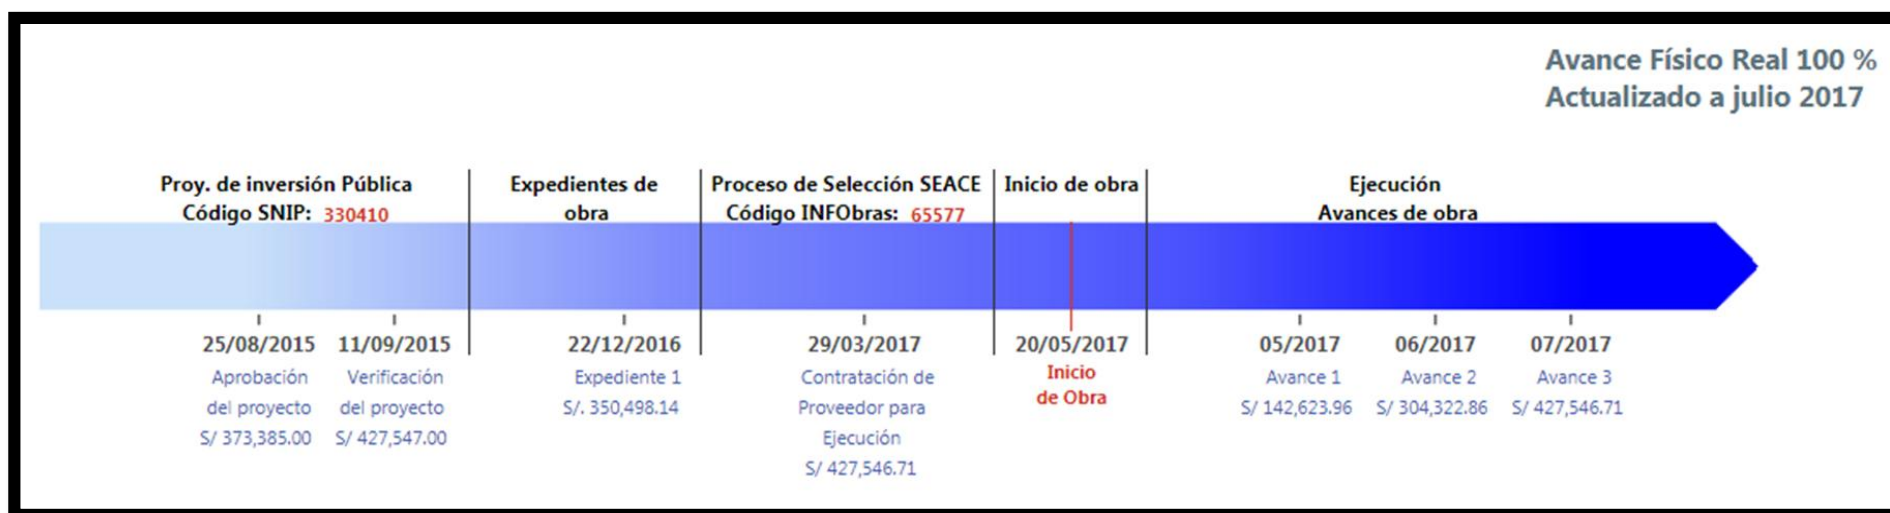 Avance Físico Real 100 %
Actualizado a julio 2017
Proy. de inversión Pública
Código SNIP: 330410
Expedientes de
obra
Proceso de Selección SEACE
Código INFObras: 65577
Inicio de obra
Ejecución
Avances de obra
25/08/2015
Aprobación
del proyecto
S/ 373,385.00
11/09/2015
Verificación
del proyecto
S/ 427,547.00
22/12/2016
Expediente 1
S/. 350,498.14
29/03/2017
Contratación de
Proveedor para
Ejecución
S/ 427,546.71
20/05/2017
Inicio
de Obra
05/2017
Avance 1
S/ 142,623.96
06/2017
Avance 2
S/ 304,322.86
07/2017
Avance 3
S/ 427,546.71